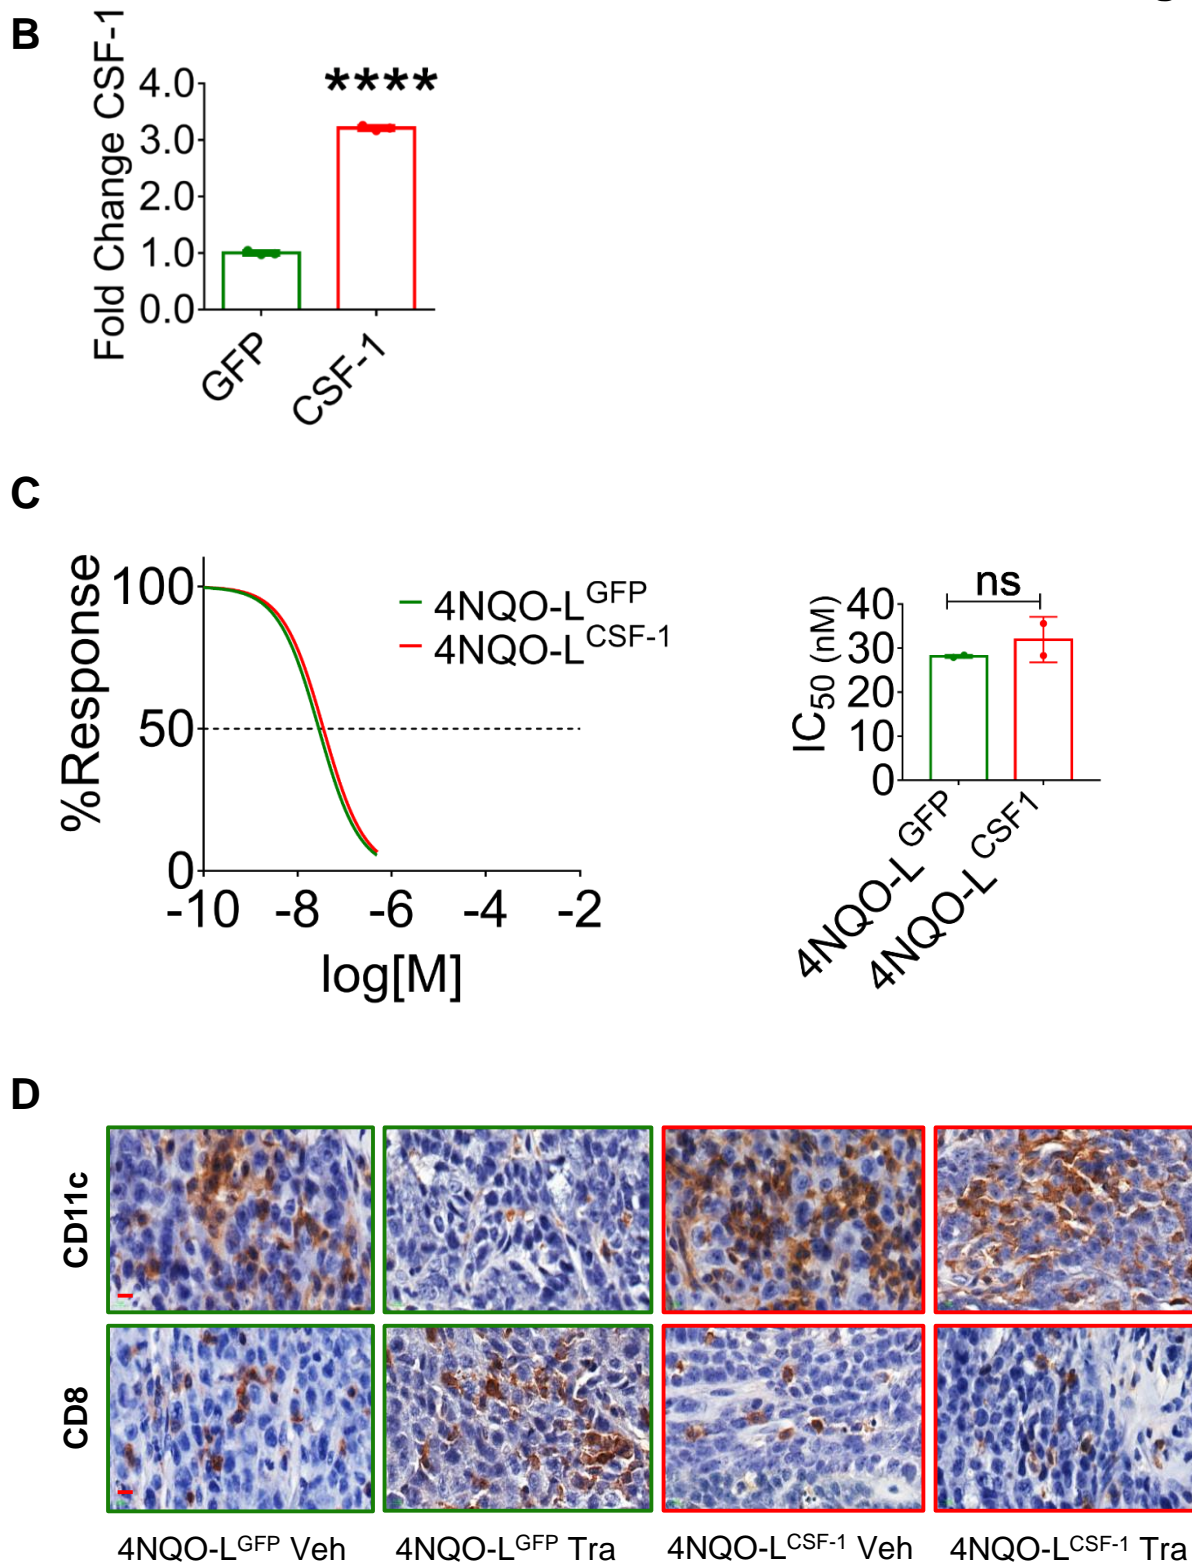 B
Fold Change CSF-1
4.0
3.0
2.0
1.0
0.0
****
GFP
CSF-1
C
%Response
100
50
0
-10 -8 -6 -4 -2
log[M]
4NQO-L^GFP
4NQO-L^CSF-1
IC50 (nM)
40
30
20
10
0
ns
4NQO-L^GFP
4NQO-L^CSF1
D
CD11c
CD8
4NQO-L^GFP Veh
4NQO-L^GFP Tra
4NQO-L^CSF-1 Veh
4NQO-L^CSF-1 Tra